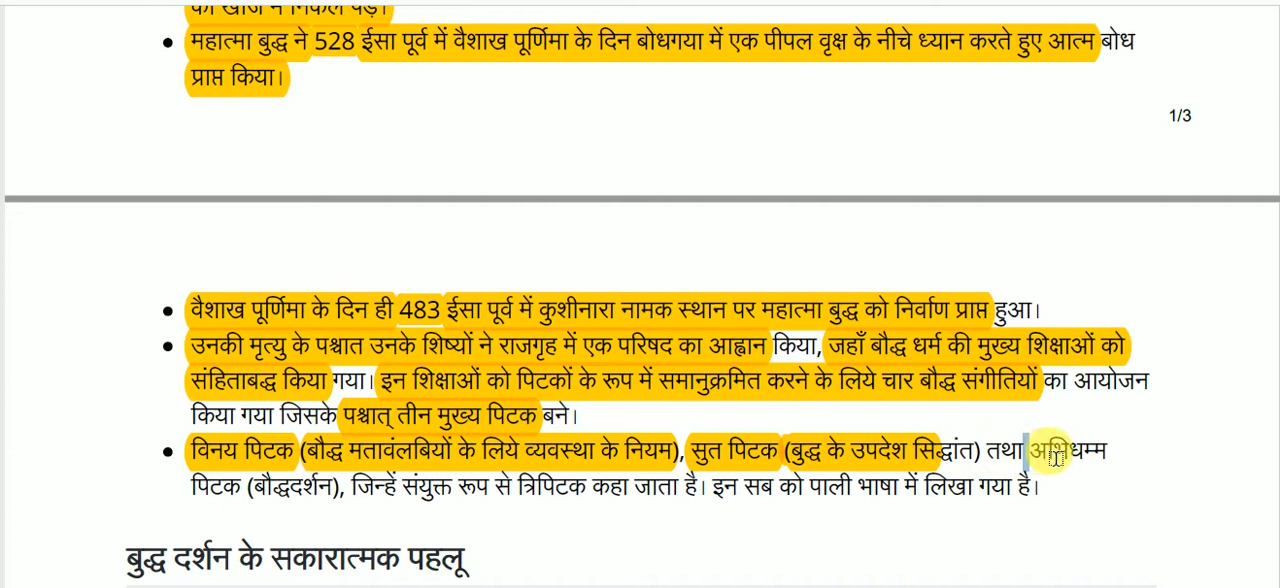 की खोज में निकल पड़े।
• महात्मा बुद्ध ने 528 ईसा पूर्व में वैशाख पूर्णिमा के दिन बोधगया में एक पीपल वृक्ष के नीचे ध्यान करते हुए आत्म बोध
प्राप्त किया।
1/3
• वैशाख पूर्णिमा के दिन ही 483 ईसा पूर्व में कुशीनारा नामक स्थान पर महात्मा बुद्ध को निर्वाण प्राप्त हुआ।
• उनकी मृत्यु के पश्चात उनके शिष्यों ने राजगृह में एक परिषद का आह्वान किया, जहाँ बौद्ध धर्म की मुख्य शिक्षाओं को
संहिताबद्ध किया गया। इन शिक्षाओं को पिटकों के रूप में समानुक्रमित करने के लिये चार बौद्ध संगीतियों का आयोजन
किया गया जिसके पश्चात् तीन मुख्य पिटक बने।
• विनय पिटक (बौद्ध मतावंलबियों के लिये व्यवस्था के नियम), सुत पिटक (बुद्ध के उपदेश सिद्धांत) तथा अभिधम्म
पिटक (बौद्धदर्शन), जिन्हें संयुक्त रूप से त्रिपिटक कहा जाता है। इन सब को पाली भाषा में लिखा गया है।
बुद्ध दर्शन के सकारात्मक पहलू